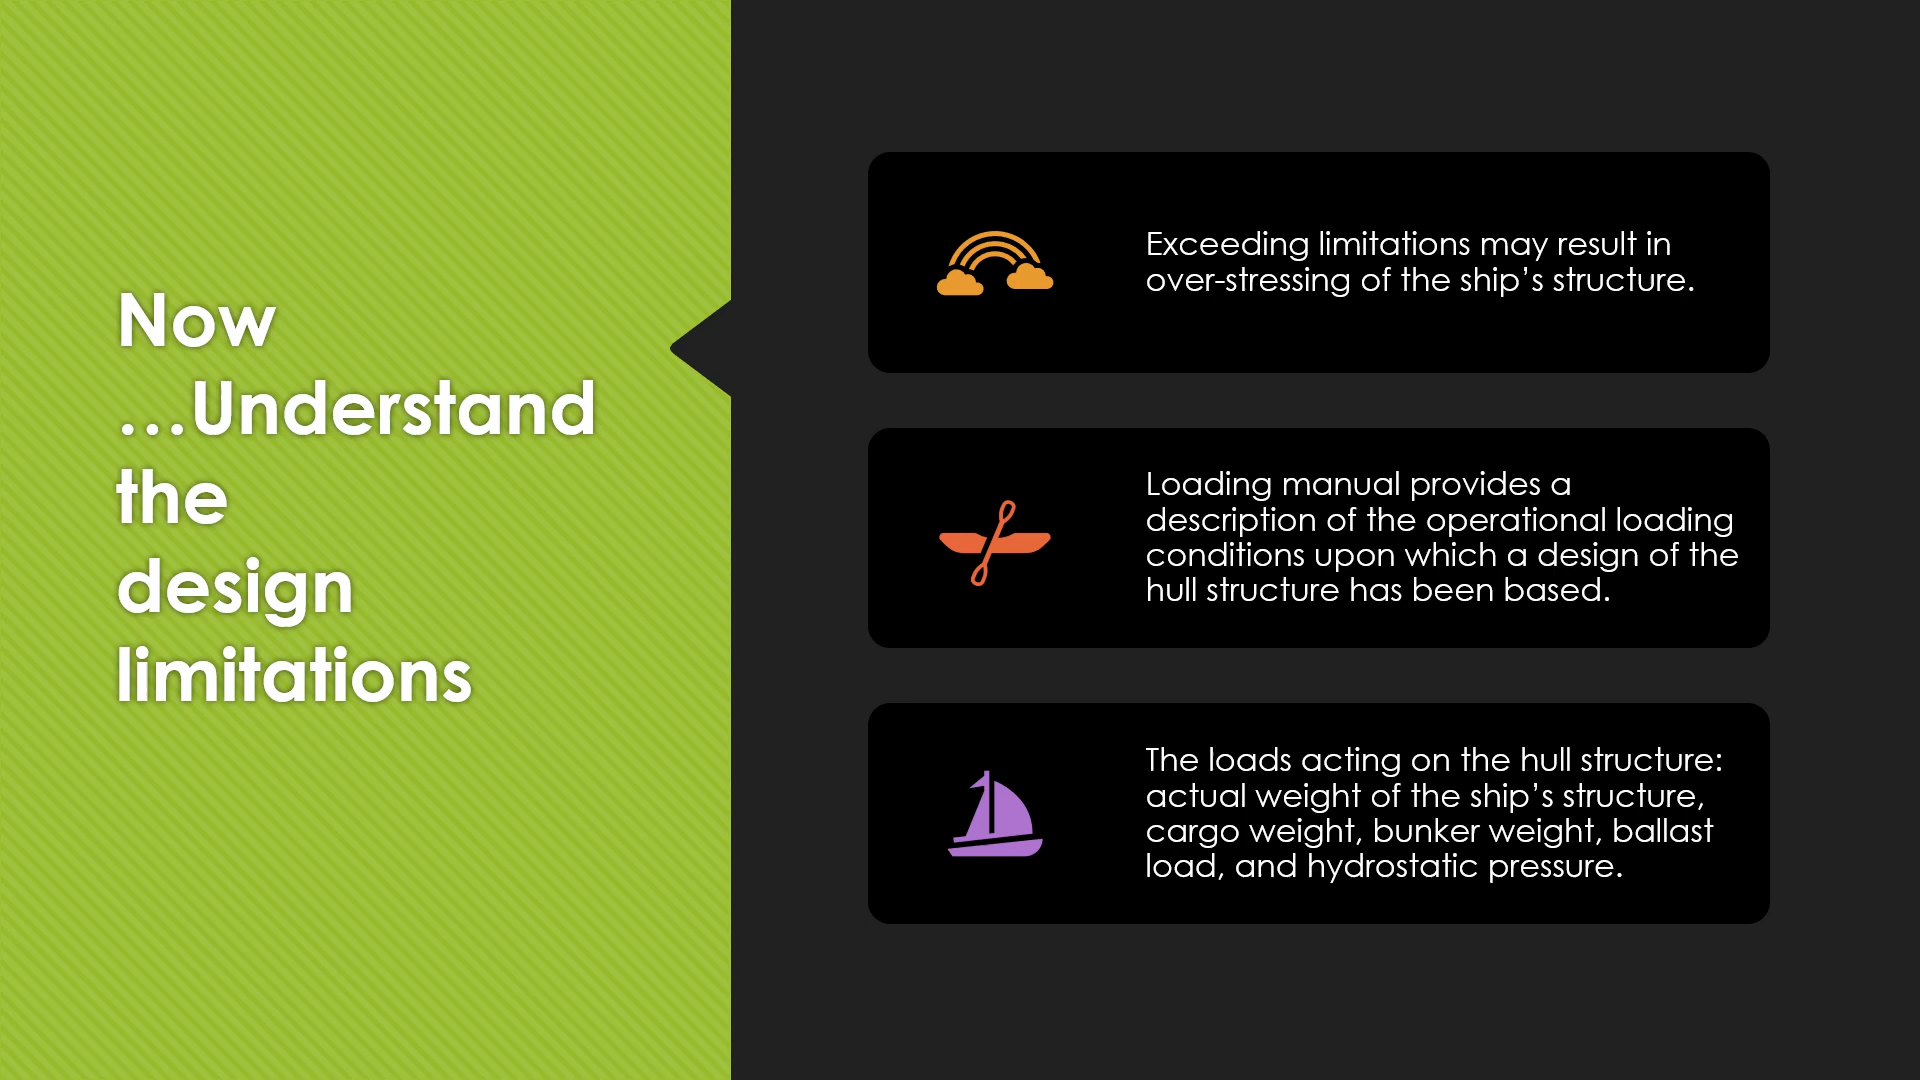 Now
…Understand
the
design
limitations
Exceeding limitations may result in
over-stressing of the ship’s structure.
Loading manual provides a
description of the operational loading
conditions upon which a design of the
hull structure has been based.
The loads acting on the hull structure:
actual weight of the ship’s structure,
cargo weight, bunker weight, ballast
load, and hydrostatic pressure.